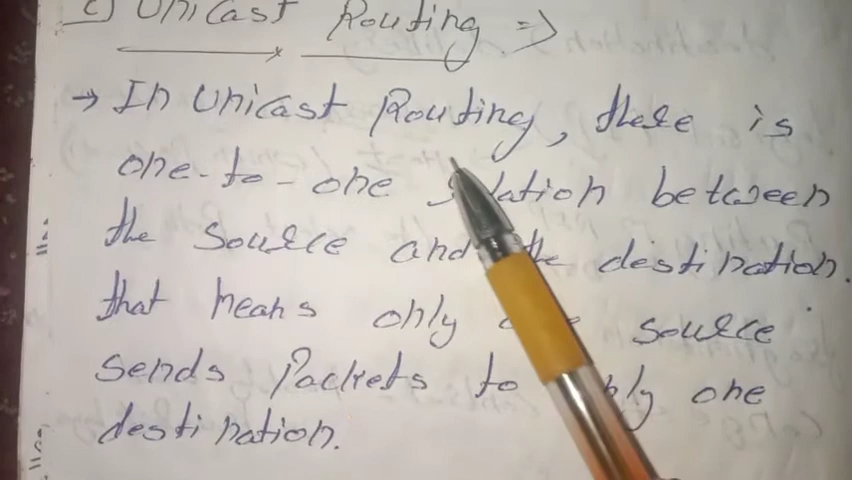 c) Unicast Routing ⇒
→ In Unicast Routing, there is
one-to-one relation between
the source and the destination.
that means only source
sends Packets to only one
destination.